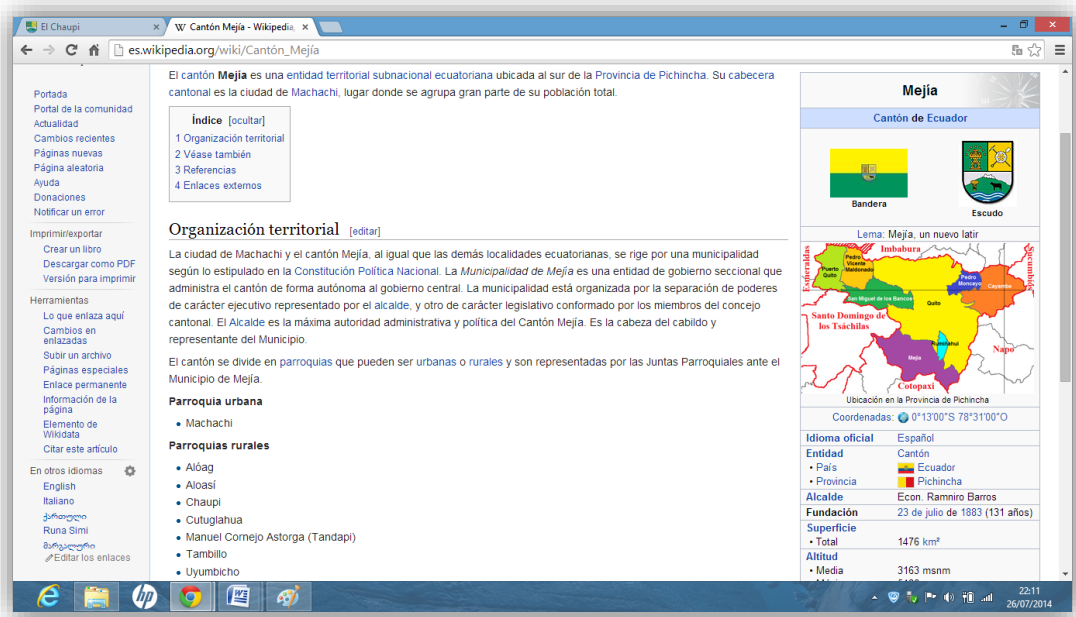 El Chaupi
Cantón Mejía - Wikipedia,
es.wikipedia.org/wiki/Cantón_Mejía
Portada
Portal de la comunidad
Actualidad
Cambios recientes
Páginas nuevas
Página aleatoria
Ayuda
Donaciones
Notificar un error
Imprimir/exportar
Crear un libro
Descargar como PDF
Versión para imprimir
Herramientas
Lo que enlaza aquí
Cambios en
enlazadas
Subir un archivo
Páginas especiales
Enlace permanente
Información de la
página
Elemento de
Wikidata
Citar este artículo
En otros idiomas
English
Italiano
ქართული
Runa Simi
მარგალური
Editar los enlaces
El cantón Mejía es una entidad territorial subnacional ecuatoriana ubicada al sur de la Provincia de Pichincha. Su cabecera
cantonal es la ciudad de Machachi, lugar donde se agrupa gran parte de su población total.
Índice [ocultar]
1 Organización territorial
2 Véase también
3 Referencias
4 Enlaces externos
Organización territorial [editar]
La ciudad de Machachi y el cantón Mejía, al igual que las demás localidades ecuatorianas, se rige por una municipalidad
según lo estipulado en la Constitución Política Nacional. La Municipalidad de Mejía es una entidad de gobierno seccional que
administra el cantón de forma autónoma al gobierno central. La municipalidad está organizada por la separación de poderes
de carácter ejecutivo representado por el alcalde, y otro de carácter legislativo conformado por los miembros del concejo
cantonal. El Alcalde es la máxima autoridad administrativa y política del Cantón Mejía. Es la cabeza del cabildo y
representante del Municipio.
El cantón se divide en parroquias que pueden ser urbanas o rurales y son representadas por las Juntas Parroquiales ante el
Municipio de Mejía.
Parroquia urbana
• Machachi
Parroquias rurales
• Alóag
• Aloasí
• Chaupi
• Cutuglahua
• Manuel Cornejo Astorga (Tandapi)
• Tambillo
• Uyumbicho
Mejía
Cantón de Ecuador
Bandera
Escudo
Lema: Mejía, un nuevo latir
Esmeraldas
Imbabura
Sucumbíos
Puerto
Quito
Pedro
Vicente
Maldonado
Pedro
Moncayo
Cayambe
San Miguel de los Bancos
Quito
Santo Domingo de
los Tsáchilas
Rumiñahui
Mejía
Napo
Cotopaxi
Ubicación en la Provincia de Pichincha
Coordenadas: 0°13′00″S 78°31′00″O
Idioma oficial Español
Entidad Cantón
• País Ecuador
• Provincia Pichincha
Alcalde Econ. Ramniro Barros
Fundación 23 de julio de 1883 (131 años)
Superficie
• Total 1476 km²
Altitud
• Media 3163 msnm
hp
22:11
26/07/2014